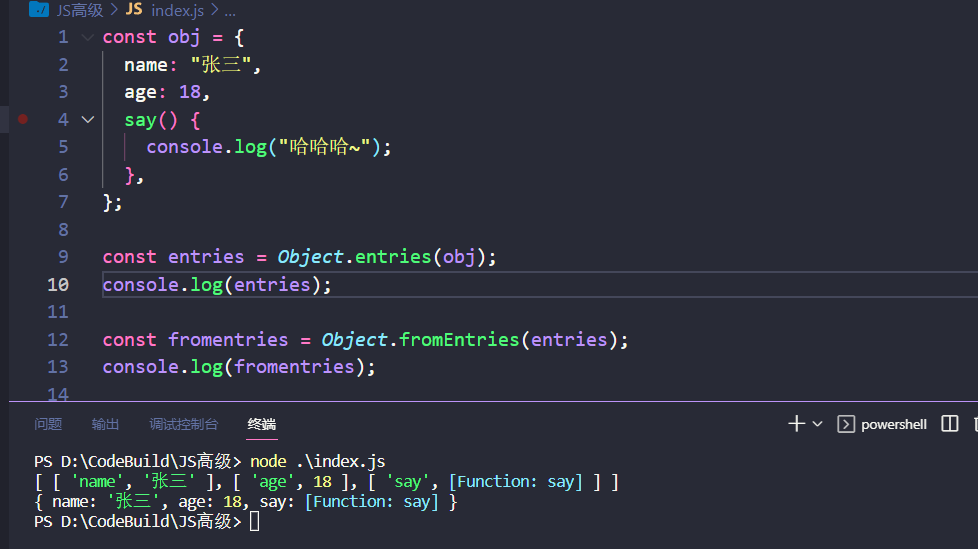 JS高级 > JS index.js > ...
1 const obj = {
2 name: "张三",
3 age: 18,
4 say() {
5 console.log("哈哈哈~");
6 },
7 };
8
9 const entries = Object.entries(obj);
10 console.log(entries);
11
12 const fromentries = Object.fromEntries(entries);
13 console.log(fromentries);
14
问题 输出 调试控制台 终端 powershell
PS D:\CodeBuild\JS高级> node .\index.js
[ [ 'name', '张三' ], [ 'age', 18 ], [ 'say', [Function: say] ] ]
{ name: '张三', age: 18, say: [Function: say] }
PS D:\CodeBuild\JS高级>